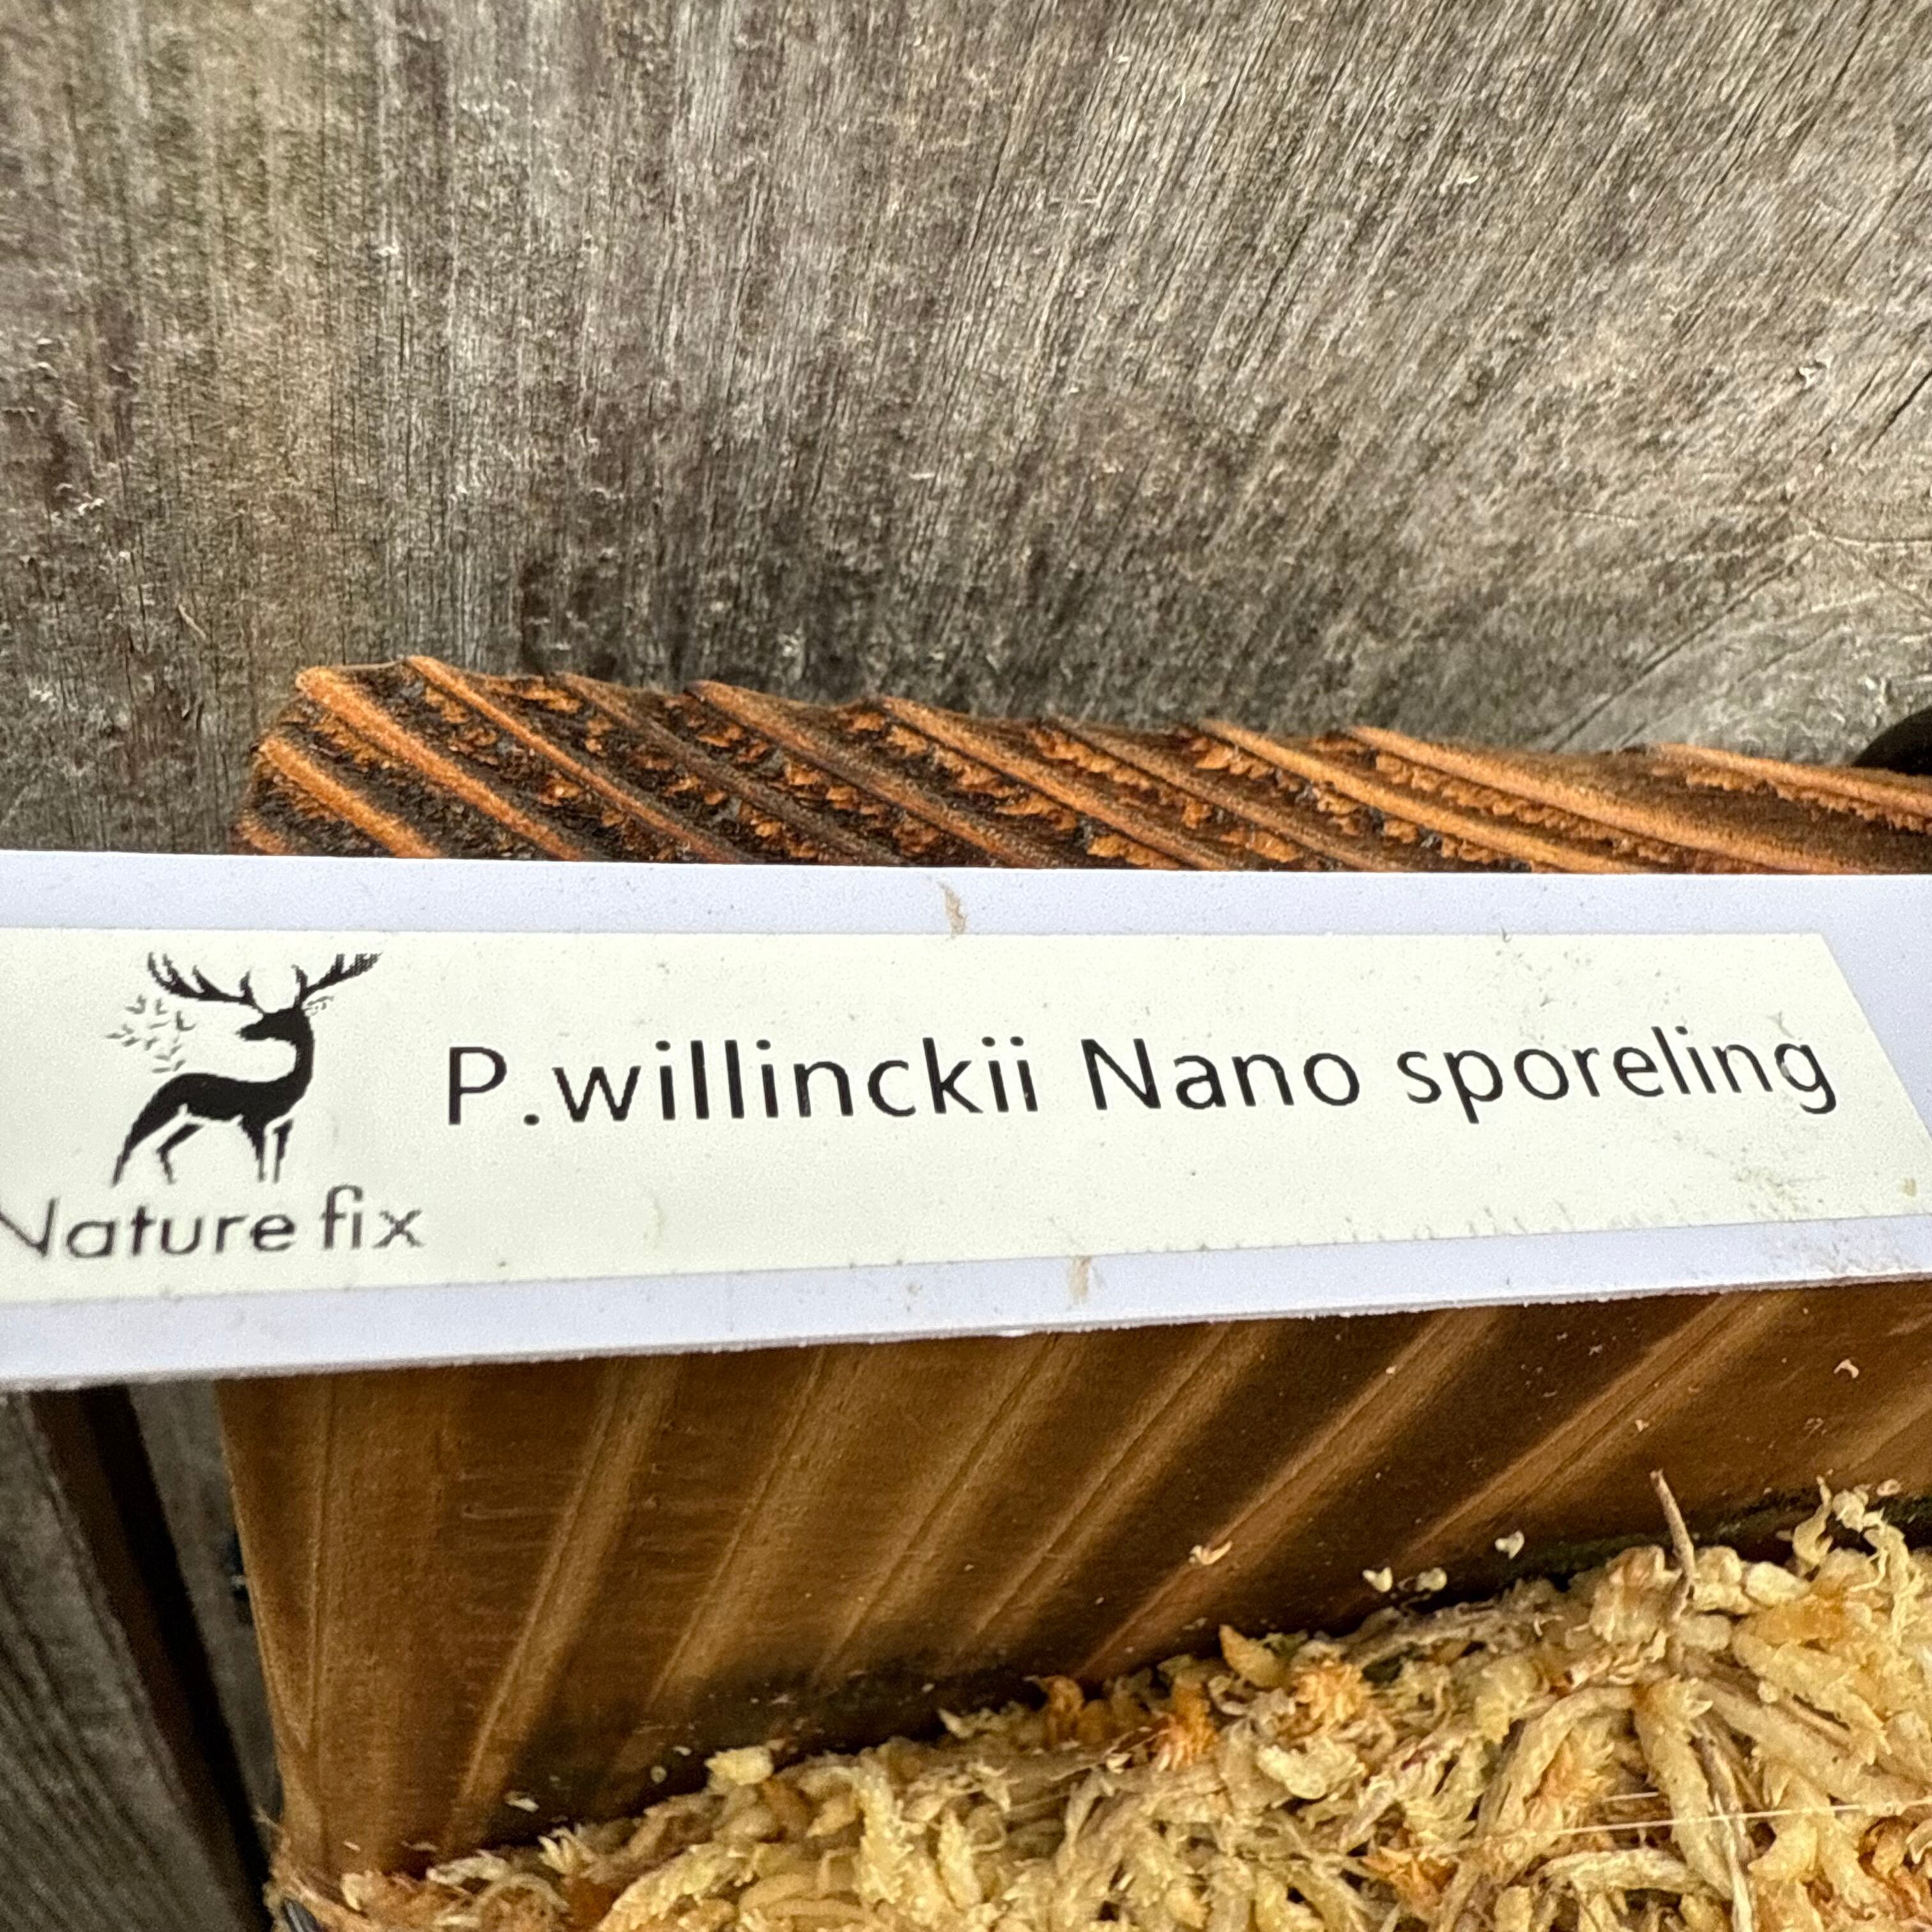 P.willinckii Nano sporeling
Nature fix